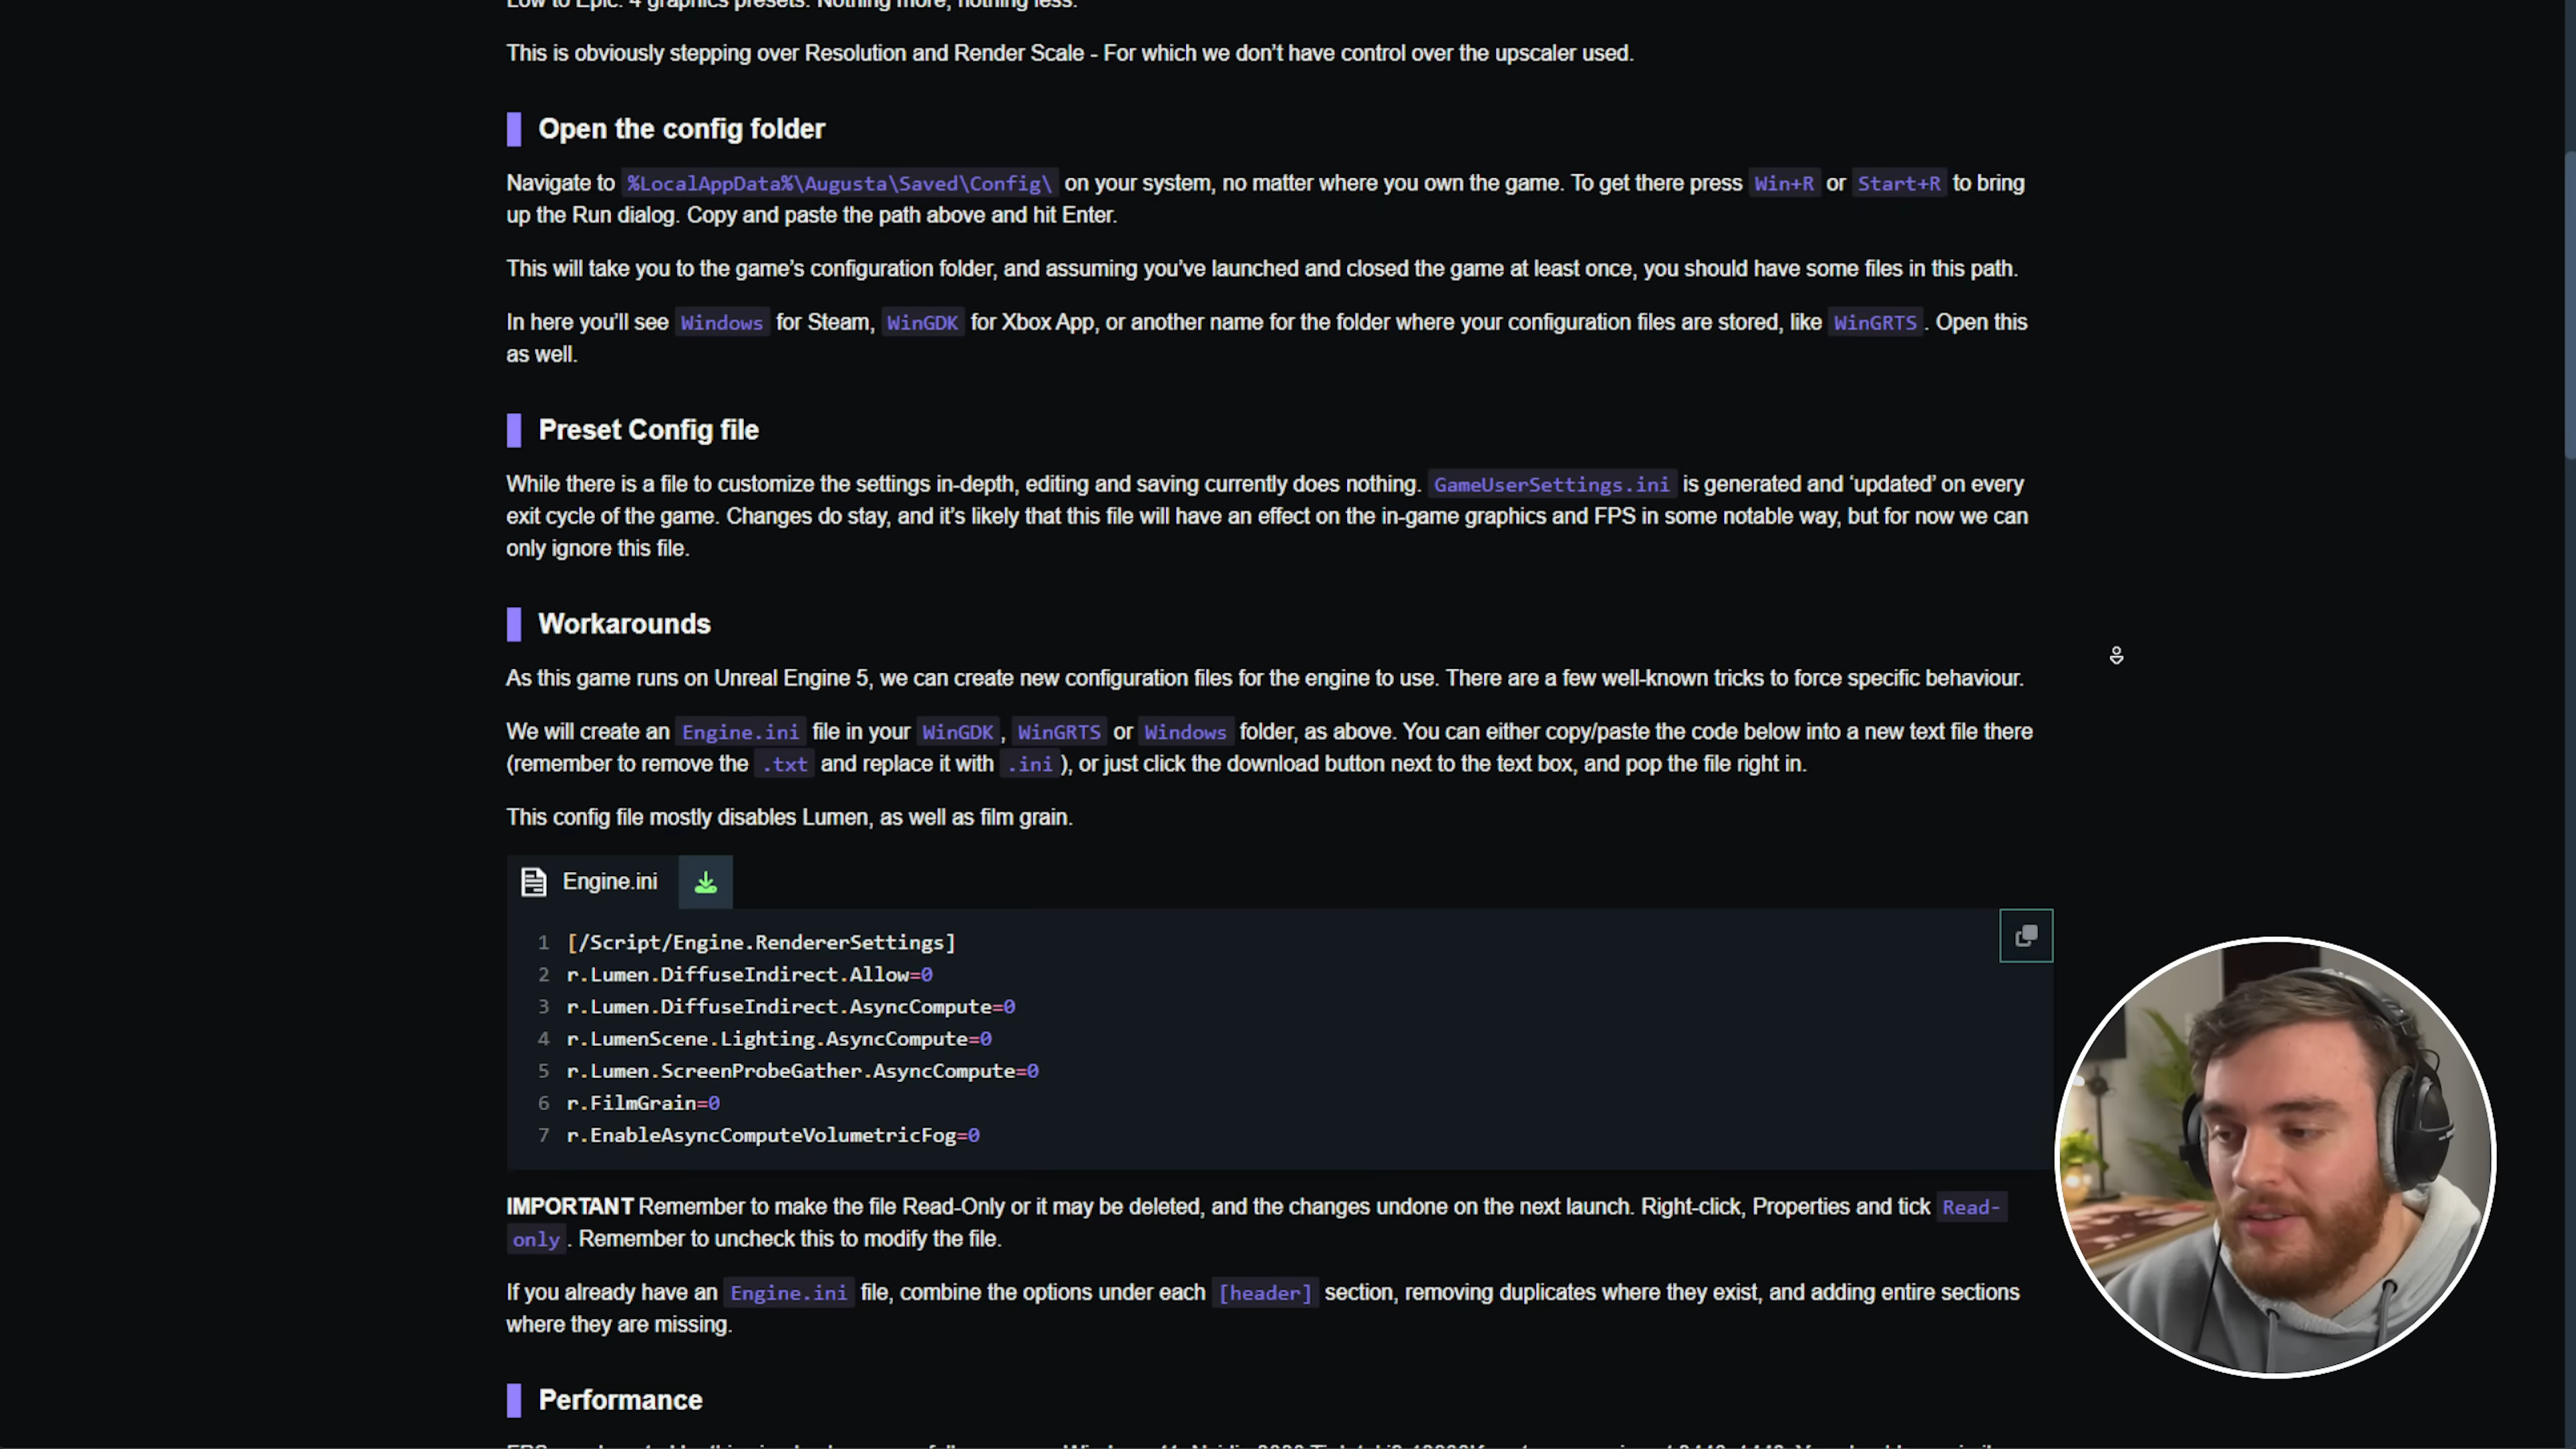 Low to Epic. 4 graphics presets. Nothing more, nothing less.
This is obviously stepping over Resolution and Render Scale - For which we don't have control over the upscaler used.
Open the config folder
Navigate to %LocalAppData%\Augusta\Saved\Config\ on your system, no matter where you own the game. To get there press Win+R or Start+R to bring
up the Run dialog. Copy and paste the path above and hit Enter.
This will take you to the game's configuration folder, and assuming you've launched and closed the game at least once, you should have some files in this path.
In here you'll see Windows for Steam, WinGDK for Xbox App, or another name for the folder where your configuration files are stored, like WinGRTS. Open this
as well.
Preset Config file
While there is a file to customize the settings in-depth, editing and saving currently does nothing. GameUserSettings.ini is generated and 'updated' on every
exit cycle of the game. Changes do stay, and it's likely that this file will have an effect on the in-game graphics and FPS in some notable way, but for now we can
only ignore this file.
Workarounds
As this game runs on Unreal Engine 5, we can create new configuration files for the engine to use. There are a few well-known tricks to force specific behaviour.
We will create an Engine.ini file in your WinGDK, WinGRTS or Windows folder, as above. You can either copy/paste the code below into a new text file there
(remember to remove the .txt and replace it with .ini), or just click the download button next to the text box, and pop the file right in.
This config file mostly disables Lumen, as well as film grain.
Engine.ini
1 [/Script/Engine.RendererSettings]
2 r.Lumen.DiffuseIndirect.Allow=0
3 r.Lumen.DiffuseIndirect.AsyncCompute=0
4 r.LumenScene.Lighting.AsyncCompute=0
5 r.Lumen.ScreenProbeGather.AsyncCompute=0
6 r.FilmGrain=0
7 r.EnableAsyncComputeVolumetricFog=0
IMPORTANT Remember to make the file Read-Only or it may be deleted, and the changes undone on the next launch. Right-click, Properties and tick Read-
only. Remember to uncheck this to modify the file.
If you already have an Engine.ini file, combine the options under each [header] section, removing duplicates where they exist, and adding entire sections
where they are missing.
Performance